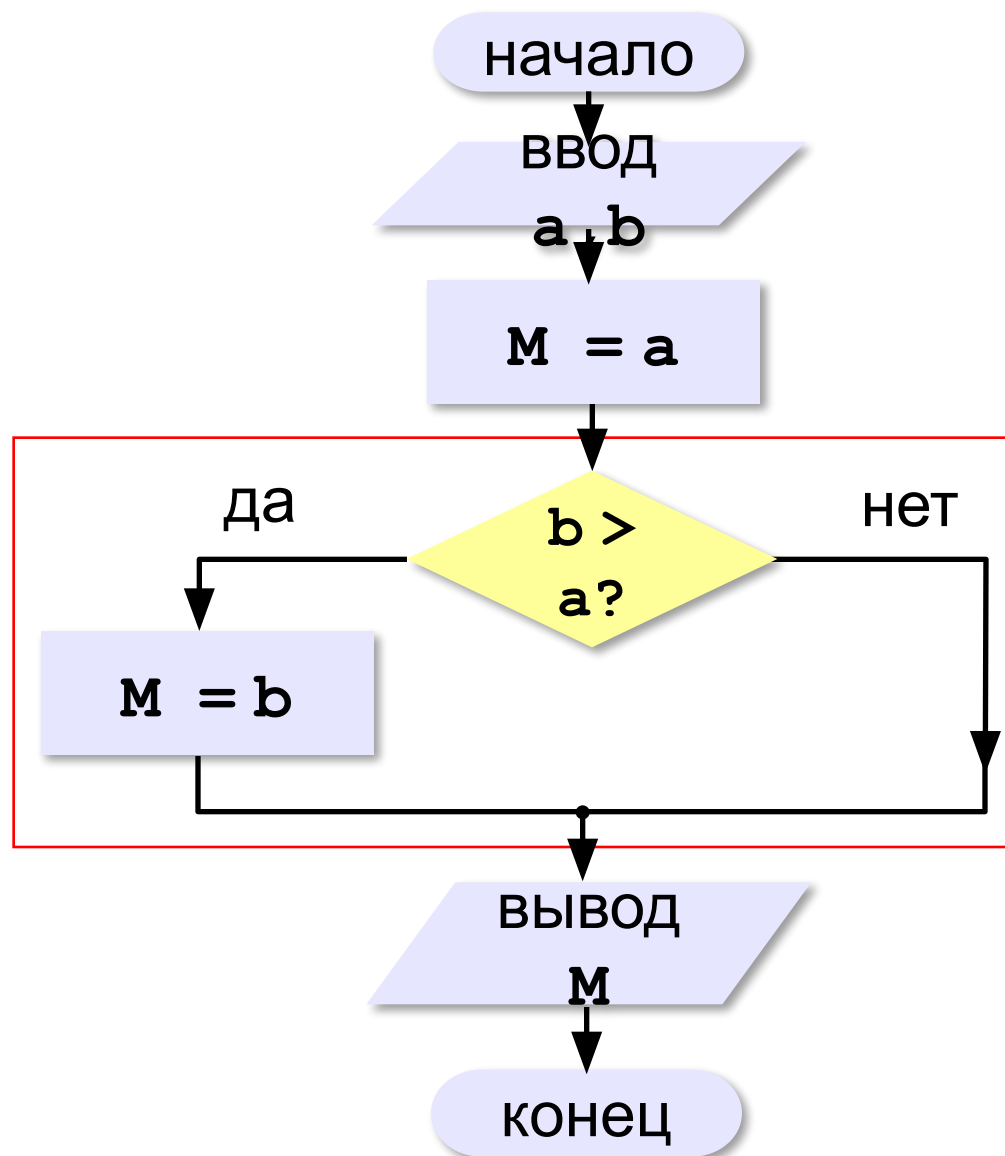 начало
ввод
a,b
M = a
да
нет
b >
a?
M = b
вывод
M
конец